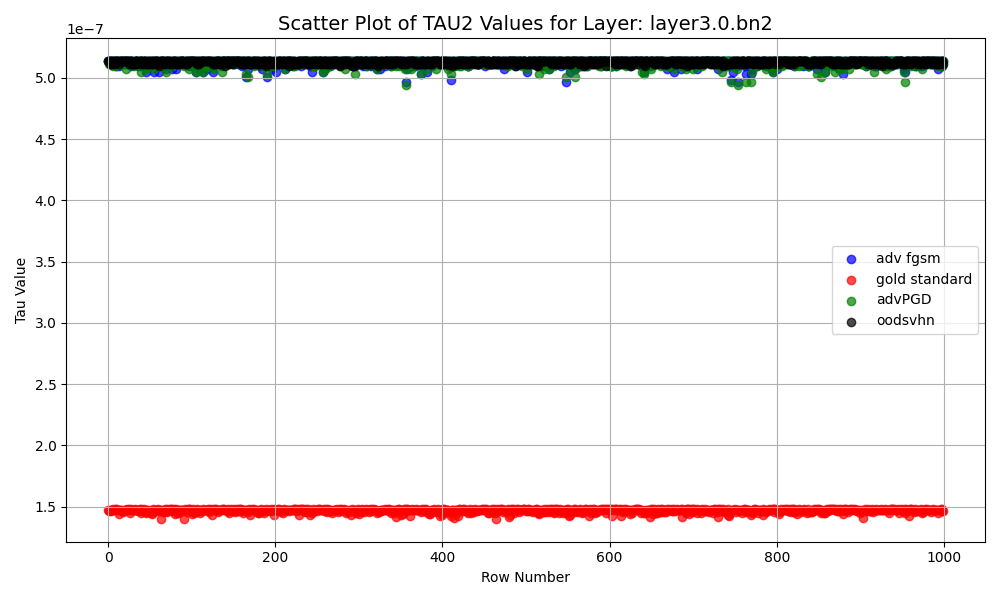 Scatter Plot of TAU2 Values for Layer: layer3.0.bn2
1e−7
5.0
4.5
4.0
3.5
3.0
2.5
2.0
1.5
Tau Value
adv fgsm
gold standard
advPGD
oodsvhn
0
200
400
600
800
1000
Row Number